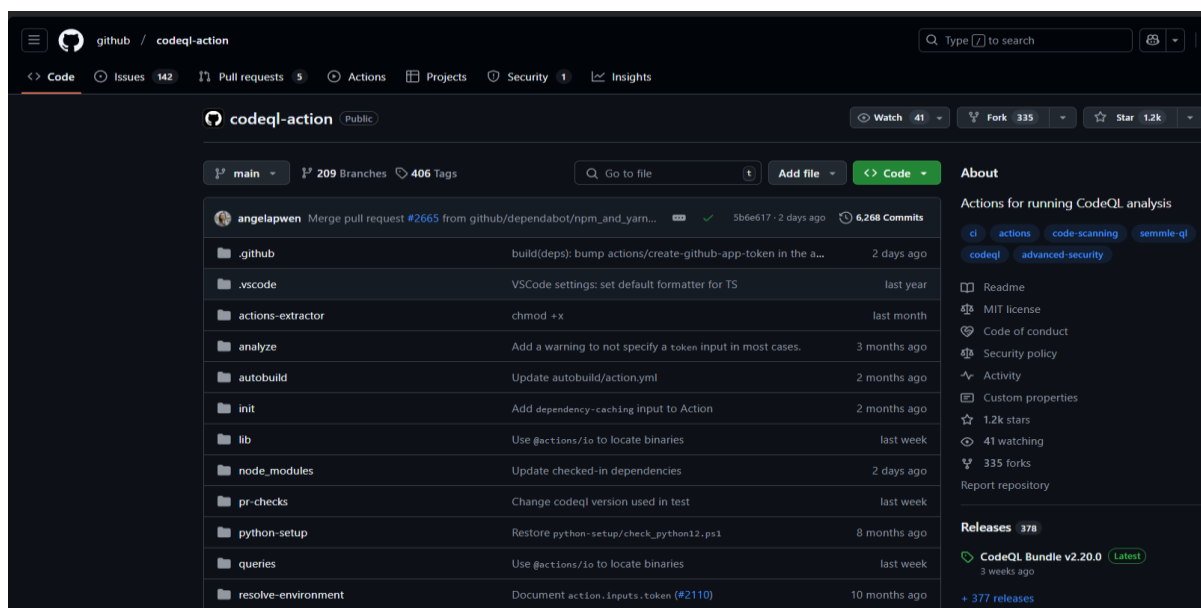 github / codeql-action
Type / to search
Code Issues 142 Pull requests 5 Actions Projects Security 1 Insights
codeql-action Public
Watch 41 Fork 335 Star 1.2k
main 209 Branches 406 Tags Go to file t Add file Code
angelapwen Merge pull request #2665 from github/dependabot/npm_and_yarn... 5b6e617 · 2 days ago 6,268 Commits
.github build(deps): bump actions/create-github-app-token in the a... 2 days ago
.vscode VSCode settings: set default formatter for TS last year
actions-extractor chmod +x last month
analyze Add a warning to not specify a token input in most cases. 3 months ago
autobuild Update autobuild/action.yml 2 months ago
init Add dependency-caching input to Action 2 months ago
lib Use @actions/io to locate binaries last week
node_modules Update checked-in dependencies 2 days ago
pr-checks Change codeql version used in test last week
python-setup Restore python-setup/check_python12.ps1 8 months ago
queries Use @actions/io to locate binaries last week
resolve-environment Document action.inputs.token (#2110) 10 months ago
About
Actions for running CodeQL analysis
ci actions code-scanning semmle-ql
codeql advanced-security
Readme
MIT license
Code of conduct
Security policy
Activity
Custom properties
1.2k stars
41 watching
335 forks
Report repository
Releases 378
CodeQL Bundle v2.20.0 Latest
3 weeks ago
+ 377 releases